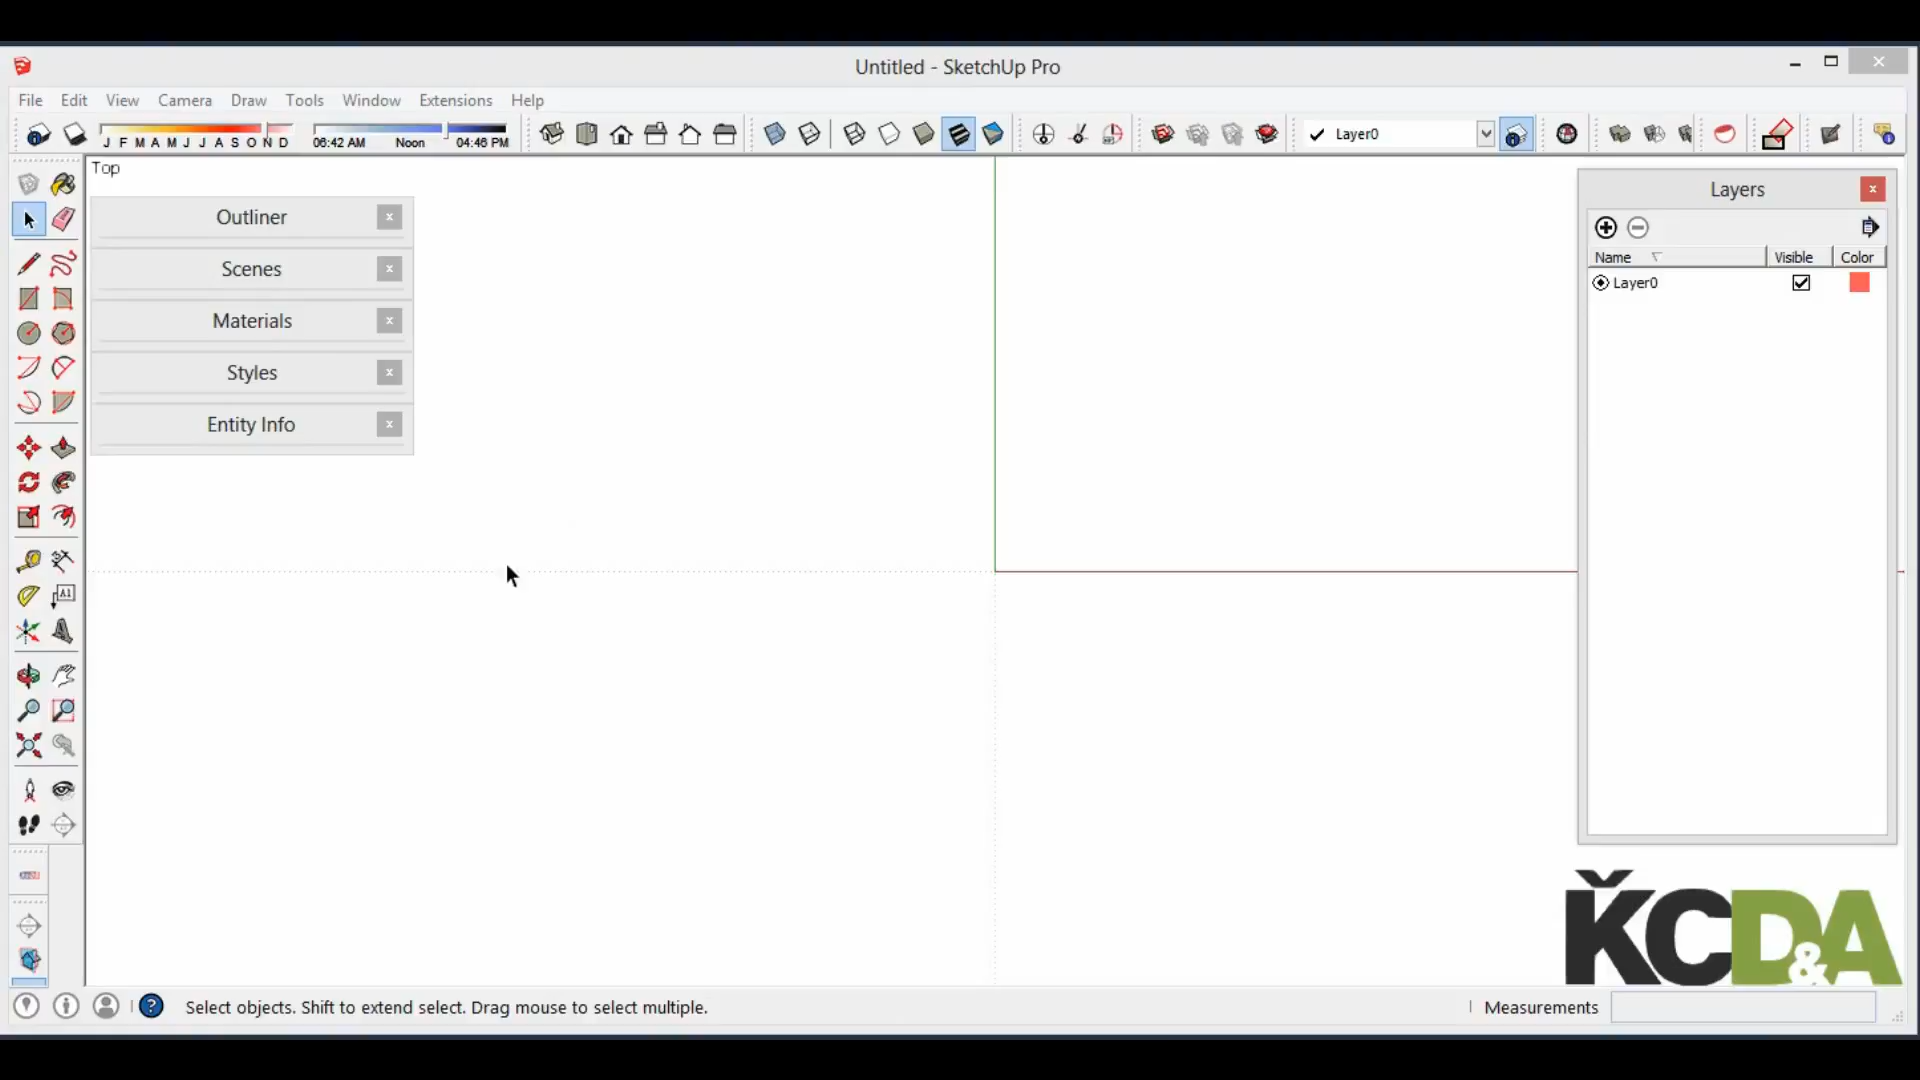 Untitled - SketchUp Pro
File Edit View Camera Draw Tools Window Extensions Help
J F M A M J J A S O N D
06:42 AM Noon 04:46 PM
Layer0
Top
Outliner
Scenes
Materials
Styles
Entity Info
Layers
Name Visible Color
Layer0
KCD&A
Select objects. Shift to extend select. Drag mouse to select multiple.
Measurements